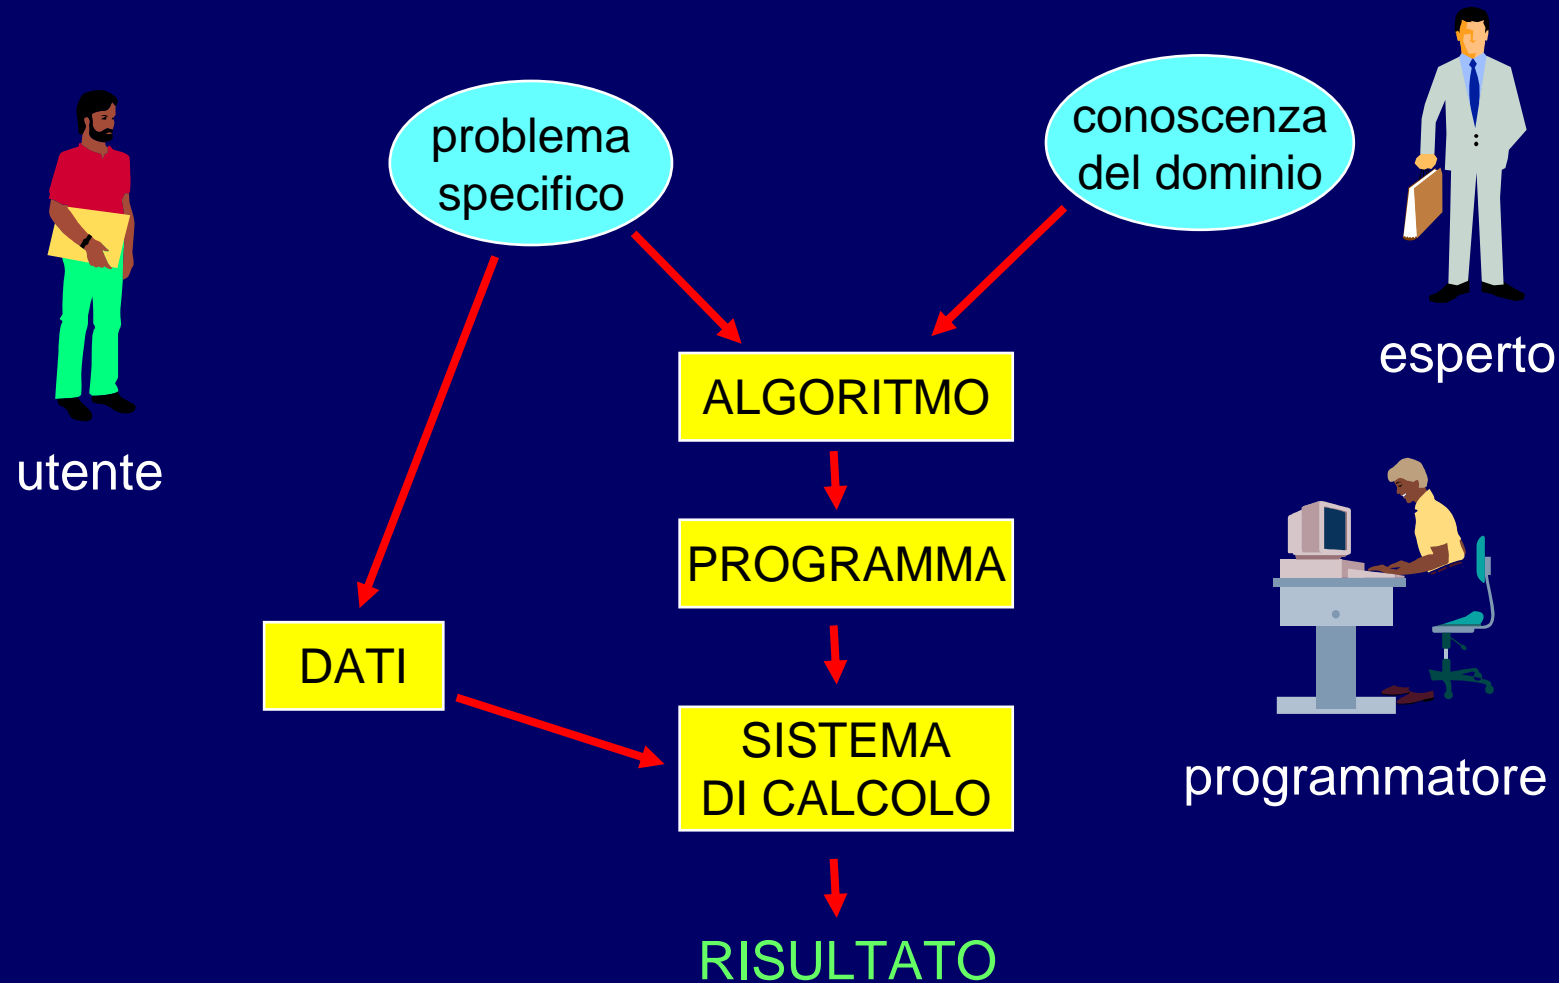 problema
specifico
conoscenza
del dominio
esperto
utente
ALGORITMO
PROGRAMMA
DATI
SISTEMA
DI CALCOLO
programmatore
RISULTATO